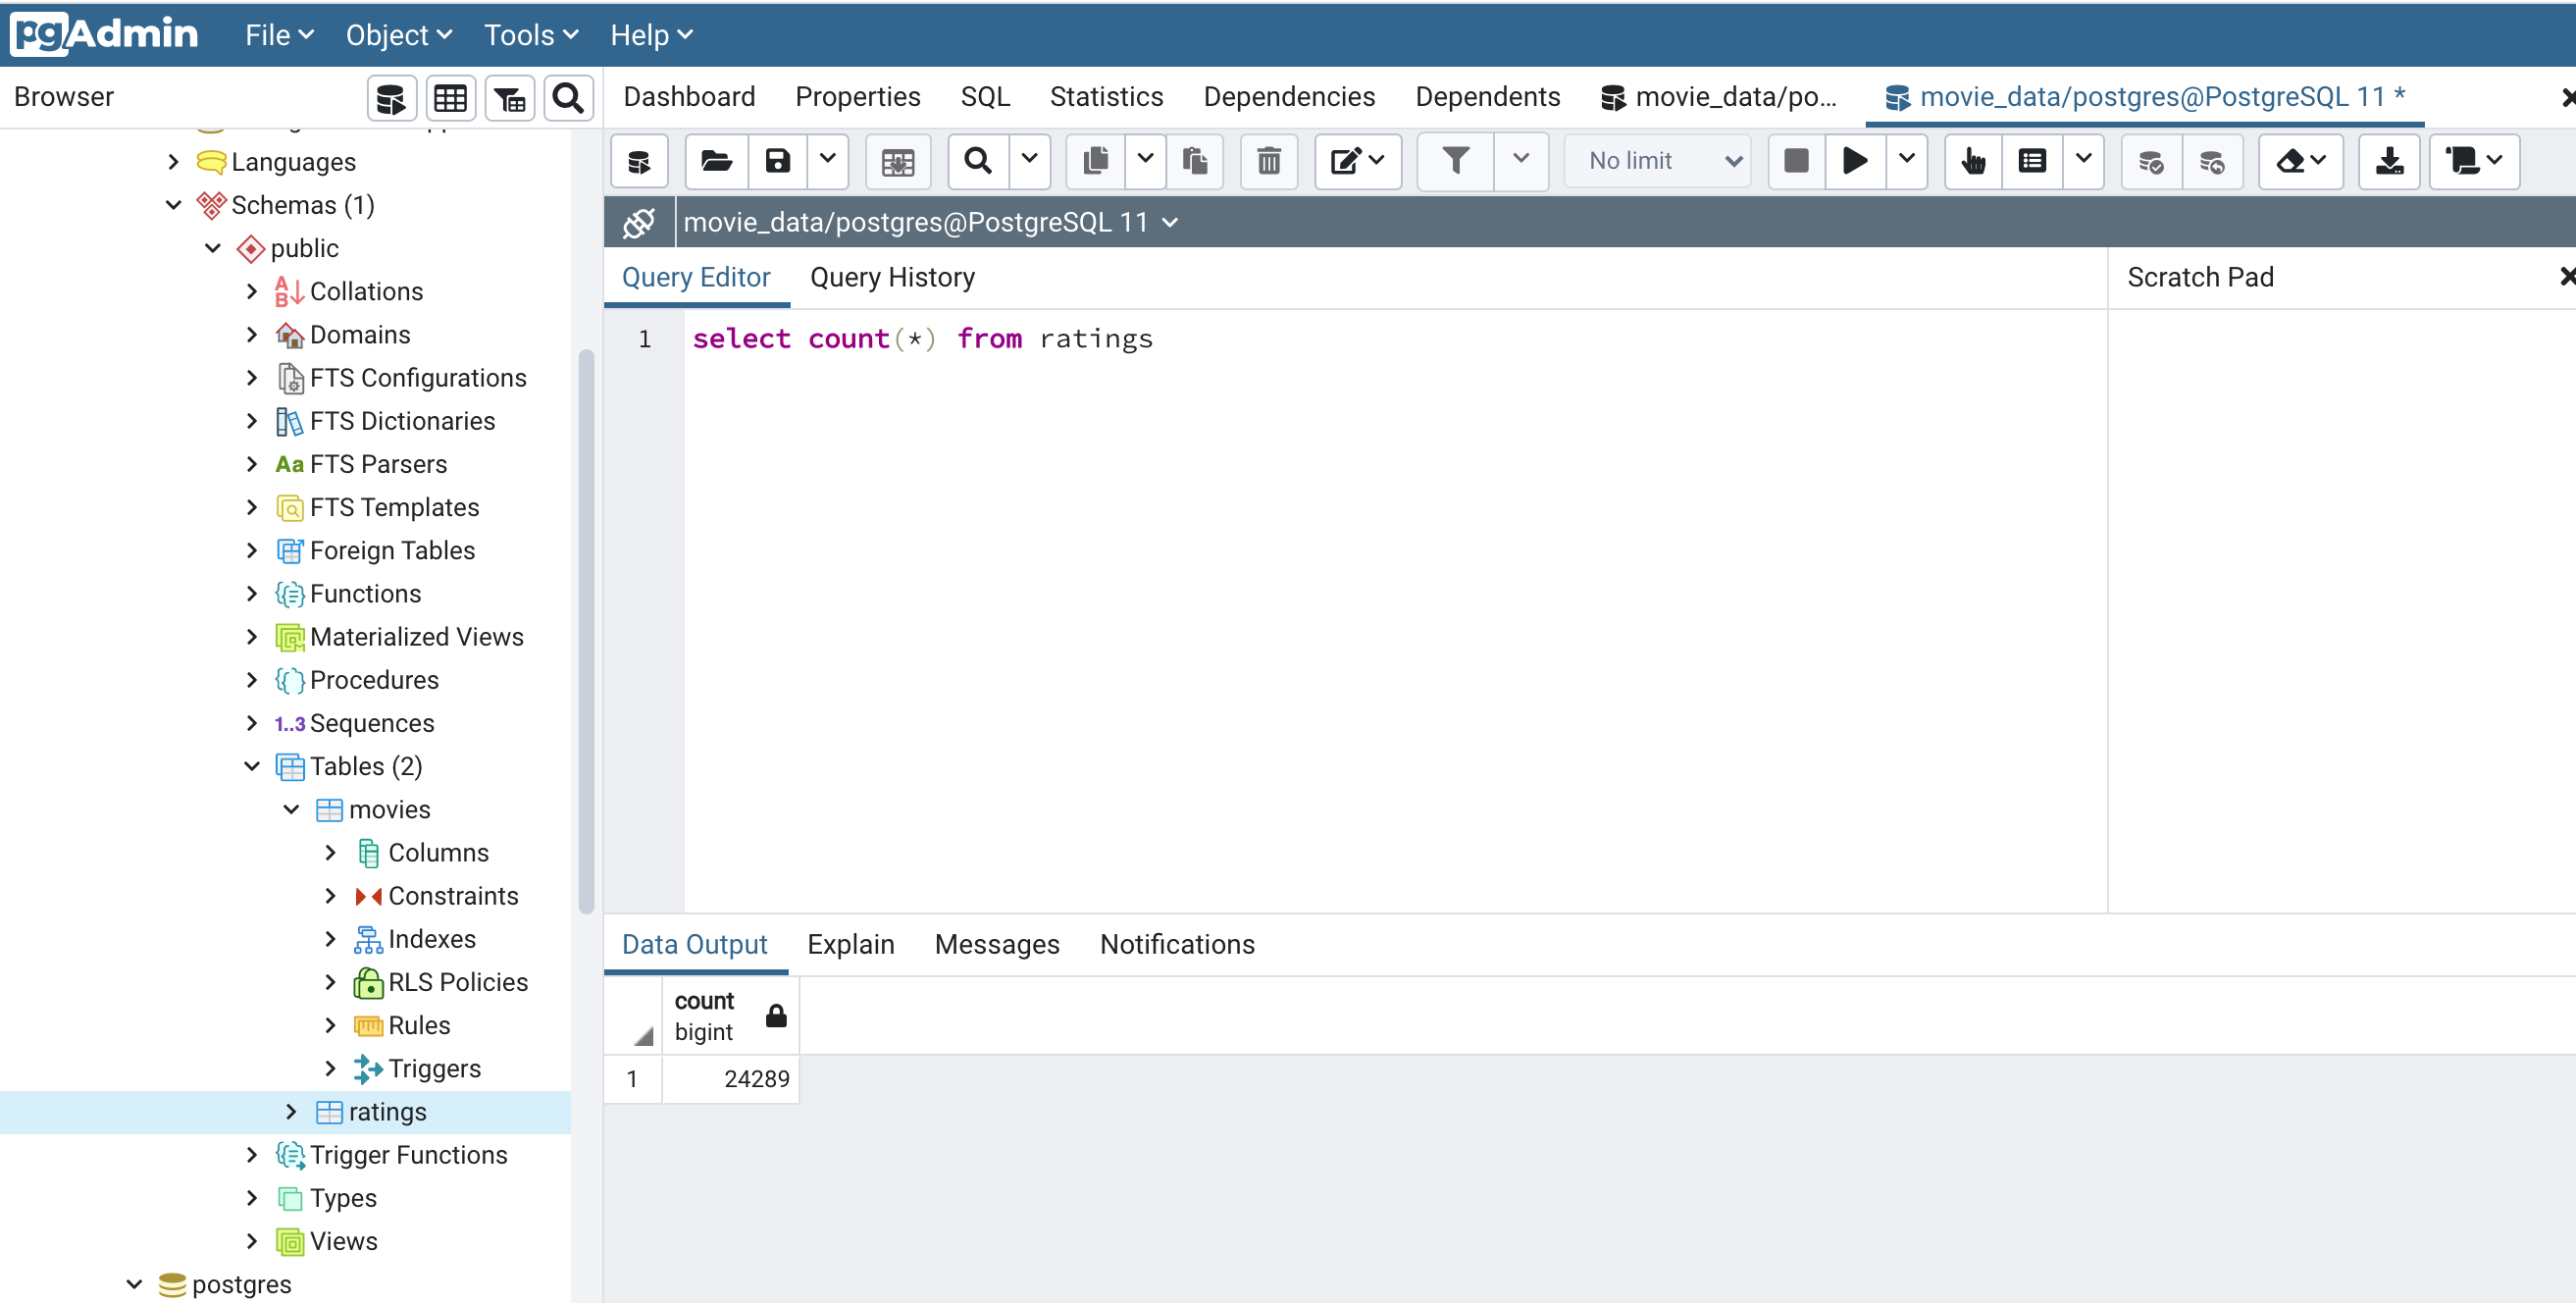 pgAdmin File Object Tools Help
Browser
Dashboard Properties SQL Statistics Dependencies Dependents movie_data/po... movie_data/postgres@PostgreSQL 11 *
No limit
movie_data/postgres@PostgreSQL 11
Query Editor Query History
Scratch Pad
1 select count(*) from ratings
Languages
Schemas (1)
public
Collations
Domains
FTS Configurations
FTS Dictionaries
Aa FTS Parsers
FTS Templates
Foreign Tables
Functions
Materialized Views
Procedures
1..3 Sequences
Tables (2)
movies
Columns
Constraints
Indexes
RLS Policies
Rules
Triggers
ratings
Trigger Functions
Types
Views
postgres
Data Output Explain Messages Notifications
count
bigint
1 24289